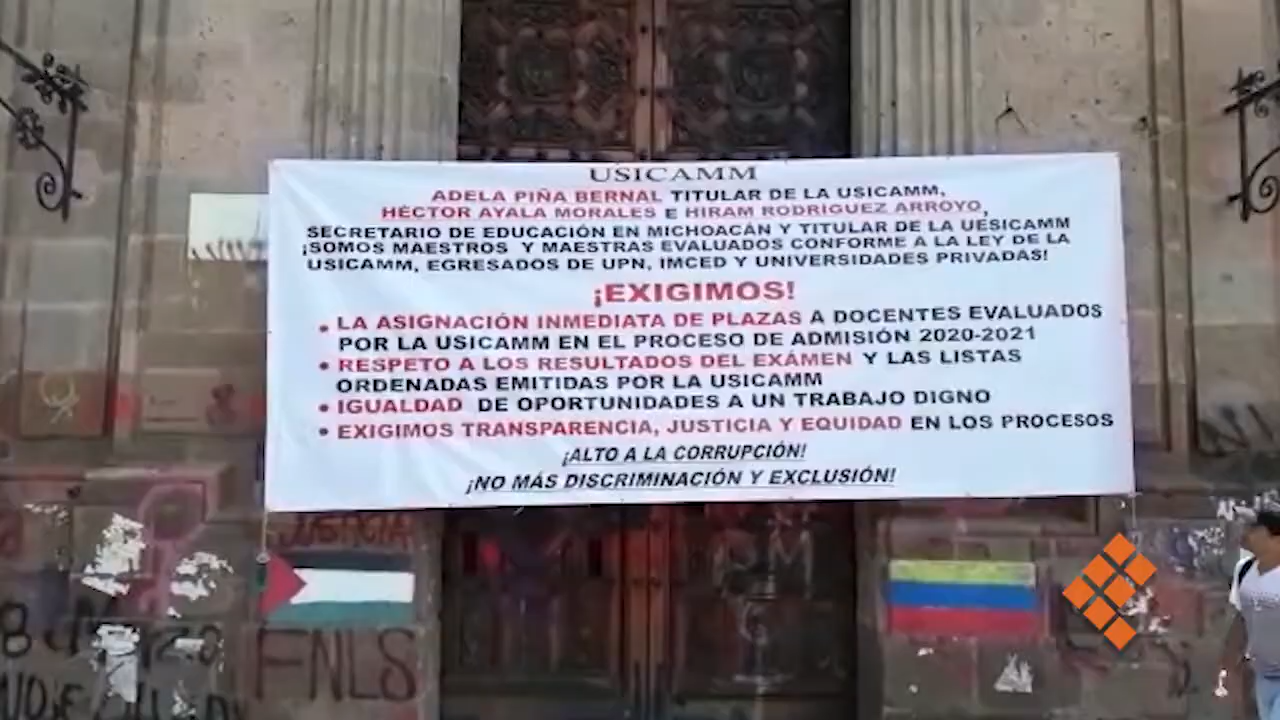 USICAMM
ADELA PIÑA BERNAL TITULAR DE LA USICAMM,
HÉCTOR AYALA MORALES E HIRAM RODRIGUEZ ARROYO,
SECRETARIO DE EDUCACIÓN EN MICHOACÁN Y TITULAR DE LA UESICAMM
¡SOMOS MAESTROS Y MAESTRAS EVALUADOS CONFORME A LA LEY DE LA
USICAMM, EGRESADOS DE UPN, IMCED Y UNIVERSIDADES PRIVADAS!
¡EXIGIMOS!
• LA ASIGNACIÓN INMEDIATA DE PLAZAS A DOCENTES EVALUADOS
POR LA USICAMM EN EL PROCESO DE ADMISIÓN 2020-2021
• RESPETO A LOS RESULTADOS DEL EXÁMEN Y LAS LISTAS
ORDENADAS EMITIDAS POR LA USICAMM
• IGUALDAD DE OPORTUNIDADES A UN TRABAJO DIGNO
• EXIGIMOS TRANSPARENCIA, JUSTICIA Y EQUIDAD EN LOS PROCESOS
¡ALTO A LA CORRUPCIÓN!
¡NO MÁS DISCRIMINACIÓN Y EXCLUSIÓN!
JUSTICIA
FNLS